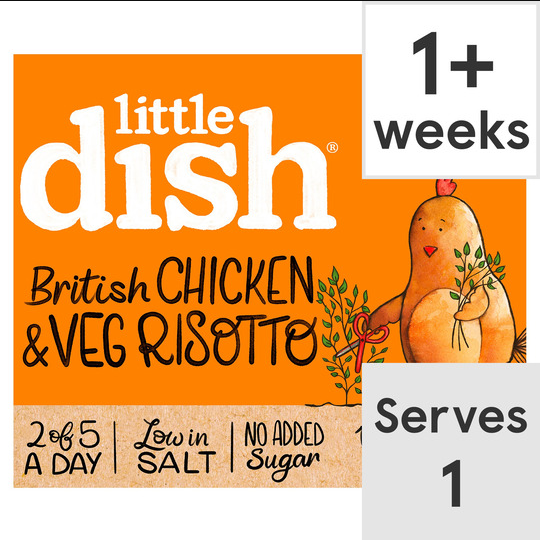 1+
weeks
little
dish®
British CHICKEN
& VEG RISOTTO
2 of 5
A DAY
Low in
SALT
NO ADDED
Sugar
Serves
1